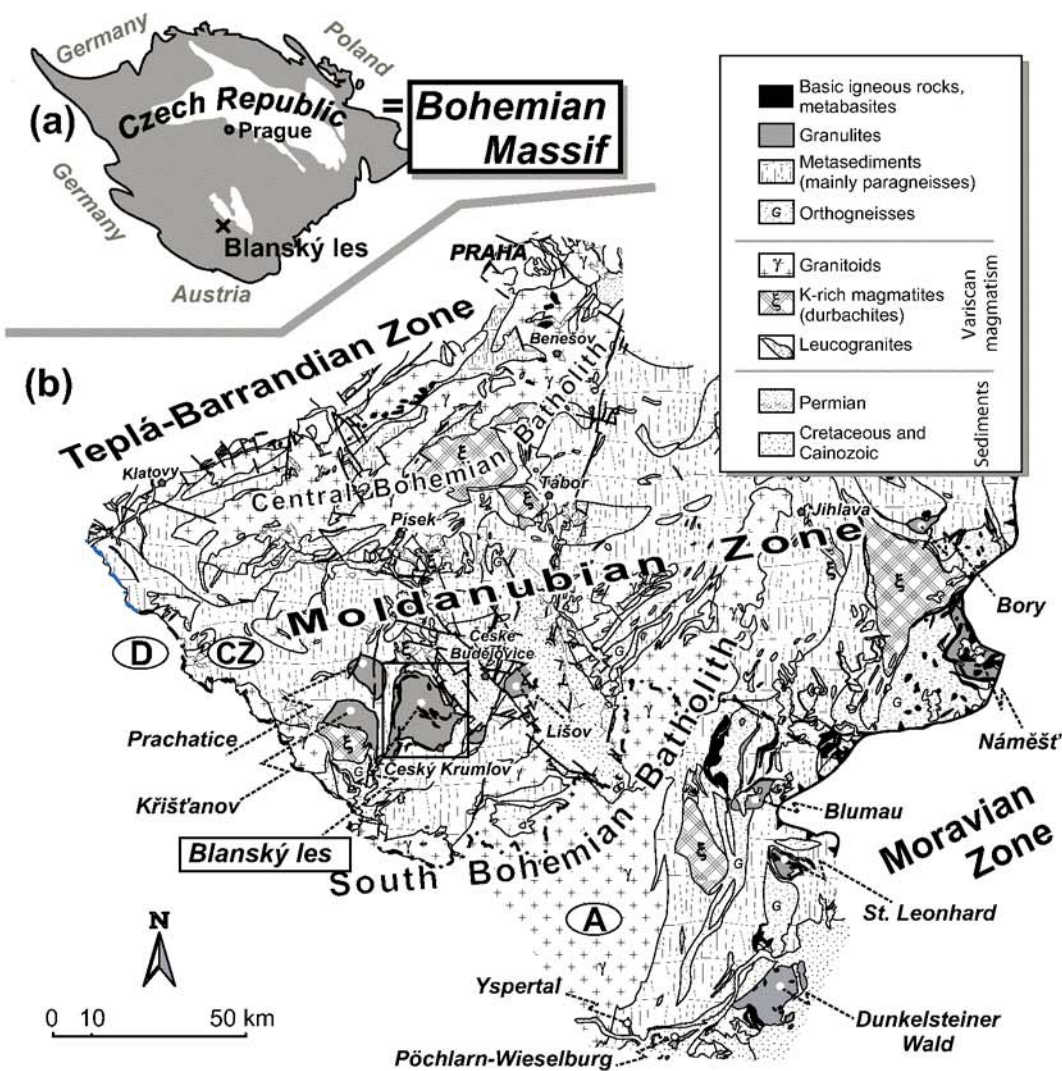 (a)
Germany
Poland
Czech Republic
Prague
Germany
Blanský les
Austria
= Bohemian
Massif
Basic igneous rocks,
metabasites
Granulites
Metasediments
(mainly paragneisses)
G
Orthogneisses
γ
Granitoids
ξ
K-rich magmatites
(durbachites)
Leucogranites
Variscan
magmatism
Permian
Cretaceous and
Cainozoic
Sediments
(b)
PRAHA
Teplá-Barrandian Zone
Benešov
Klatovy
Central Bohemian Batholith
Tábor
Písek
Jihlava
Moldanubian Zone
Bory
D
CZ
České
Budějovice
Prachatice
Lišov
Náměšť
Český Krumlov
Křišťanov
Blumau
Blanský les
South Bohemian Batholith
Moravian
Zone
St. Leonhard
A
N
Yspertal
Dunkelsteiner
Wald
0 10 50 km
Pöchlarn-Wieselburg